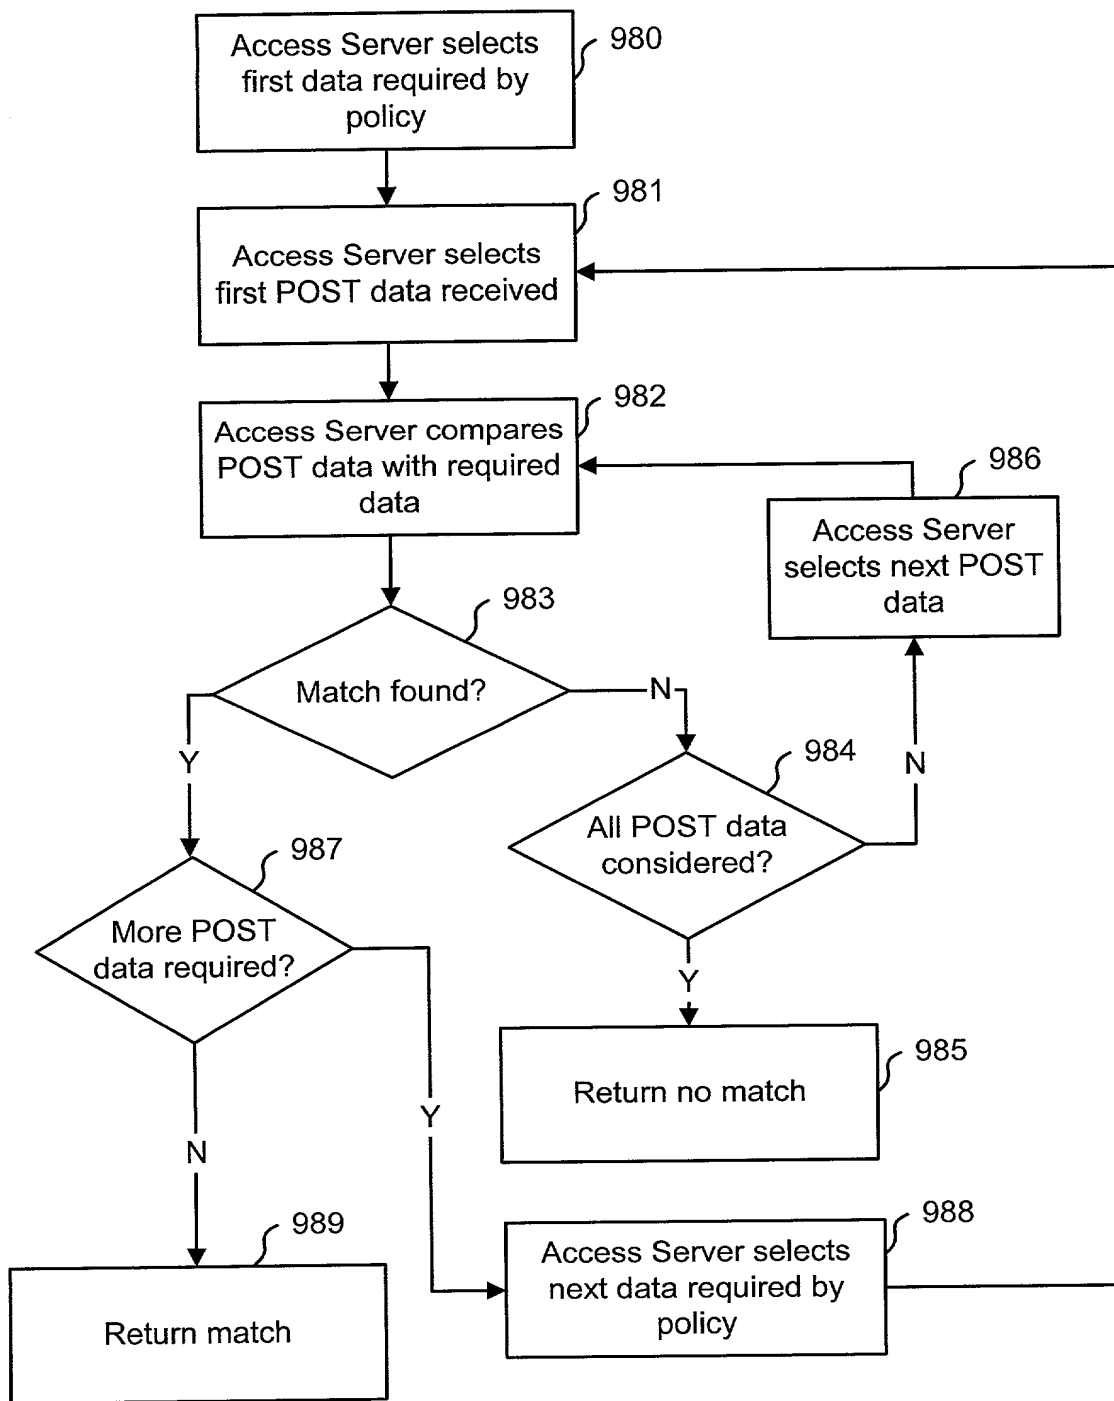 Access Server selects
first data required by
policy
980
Access Server selects
first POST data received
981
Access Server compares
POST data with required
data
982
Access Server
selects next POST
data
986
Match found?
983
N
Y
All POST data
considered?
984
N
Y
More POST
data required?
987
Y
N
Return no match
985
Access Server selects
next data required by
policy
988
Return match
989